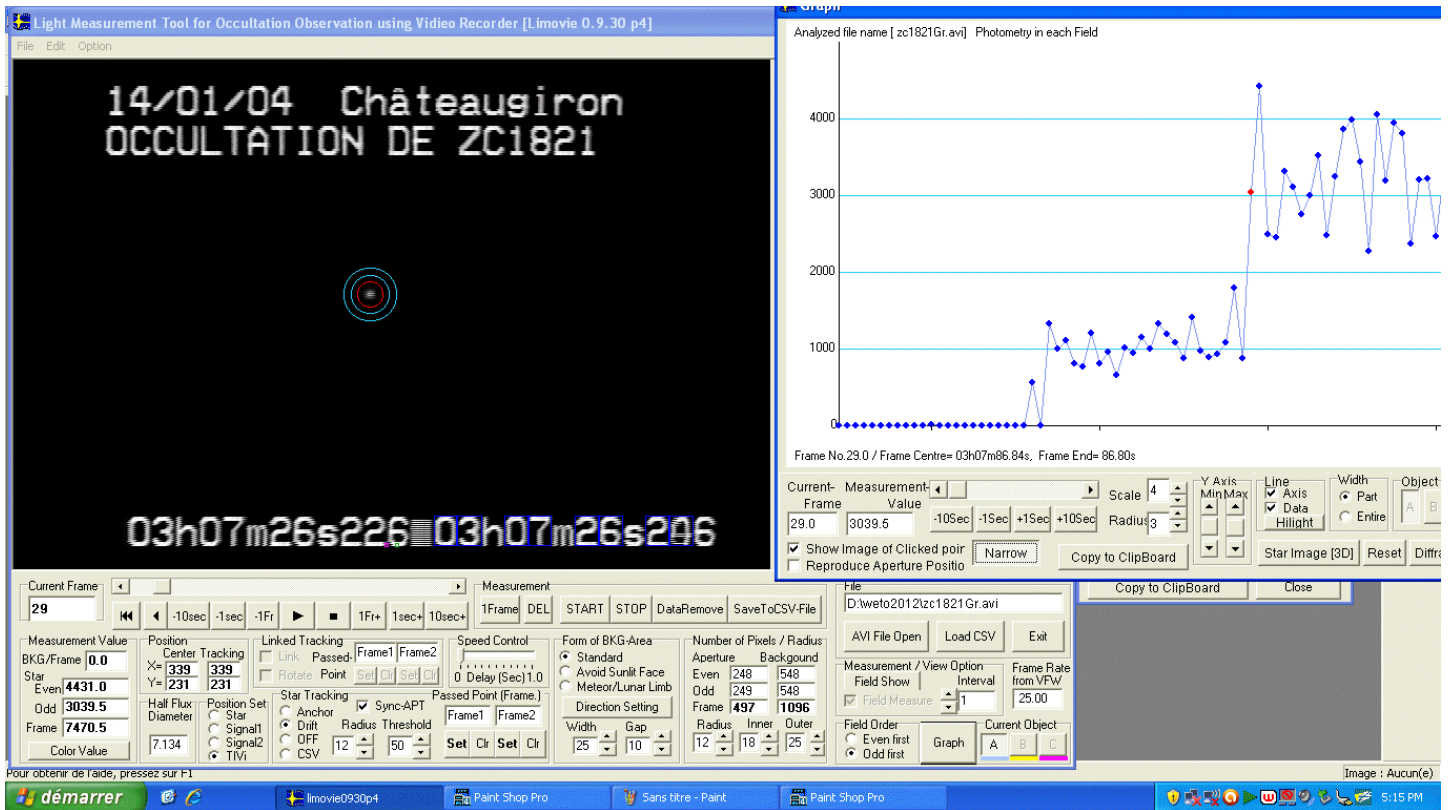 Light Measurement Tool for Occultation Observation using Vidieo Recorder [Limovie 0.9.30 p4]
File Edit Option
14/01/04 Châteaugiron
OCCULTATION DE ZC1821
03h07m26s226 03h07m26s246
Graph
Analyzed file name [ zc1821Gr.avi] Photometry in each Field
4000
3000
2000
1000
0
Frame No.29.0 / Frame Centre= 03h07m86.84s, Frame End= 86.80s
Current-Frame
29.0
Measurement-Value
3039.5
-10Sec -1Sec +1Sec +10Sec
Scale 4
Radius 3
Y Axis
Min Max
Line
Axis
Data
Hilight
Width
Part
Entire
Object
A B
Show Image of Clicked poir
Reproduce Aperture Positio
Narrow
Copy to ClipBoard
Star Image [3D] Reset Diffra
Copy to ClipBoard Close
Current Frame
29
-10sec -1sec -1Fr 1Fr+ 1sec+ 10sec+
Measurement
1Frame DEL START STOP DataRemove SaveToCSV-File
File
D:\weto2012\zc1821Gr.avi
AVI File Open Load CSV Exit
Measurement Value
BKG/Frame 0.0
Star
Even 4431.0
Odd 3039.5
Frame 7470.5
Color Value
Position
Center Tracking
X= 339 339
Y= 231 231
Half Flux Diameter
7.134
Position Set
Star
Signal1
Signal2
TIVi
Linked Tracking
Link Passed- Frame1 Frame2
Rotate Point Set Clr Set Clr
Star Tracking
Anchor
Drift
OFF
CSV
Sync-APT
Radius Threshold
12 50
Speed Control
0 Delay (Sec) 1.0
Passed Point (Frame.)
Frame1 Frame2
Set Clr Set Clr
Form of BKG-Area
Standard
Avoid Sunlit Face
Meteor/Lunar Limb
Direction Setting
Width Gap
25 10
Number of Pixels / Radius
Aperture Backgound
Even 248 548
Odd 249 548
Frame 497 1096
Radius Inner Outer
12 18 25
Measurement / View Option
Field Show Interval
Field Measure 1
Frame Rate from VFW
25.00
Field Order
Even first
Odd first
Graph
Current Object
A B C
Pour obtenir de l'aide, pressez sur F1
Image : Aucun(e)
démarrer
limovie0930p4
Paint Shop Pro
Sans titre - Paint
Paint Shop Pro
5:15 PM